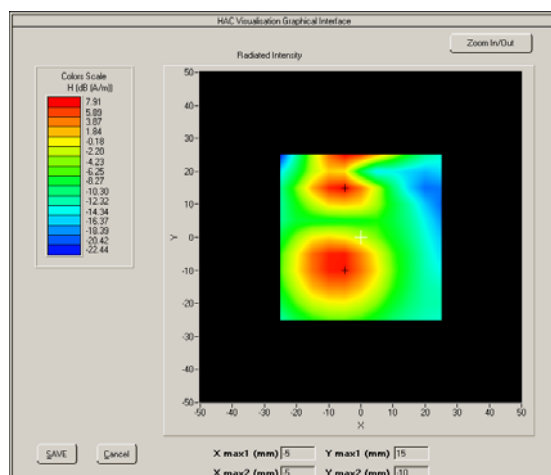 HAC Visualisation Graphical Interface
Zoom In/Out
Radiated Intensity
Colors Scale
H (dB (A/m))
7.91
5.89
3.87
1.84
-0.18
-2.20
-4.23
-6.25
-8.27
-10.30
-12.32
-14.34
-16.37
-18.39
-20.42
-22.44
50
40
30
20
10
0
-10
-20
-30
-40
-50
Y
-50 -40 -30 -20 -10 0 10 20 30 40 50
X
SAVE
Cancel
X max1 (mm) -5 Y max1 (mm) 15
X max2 (mm) -5 Y max2 (mm) -10